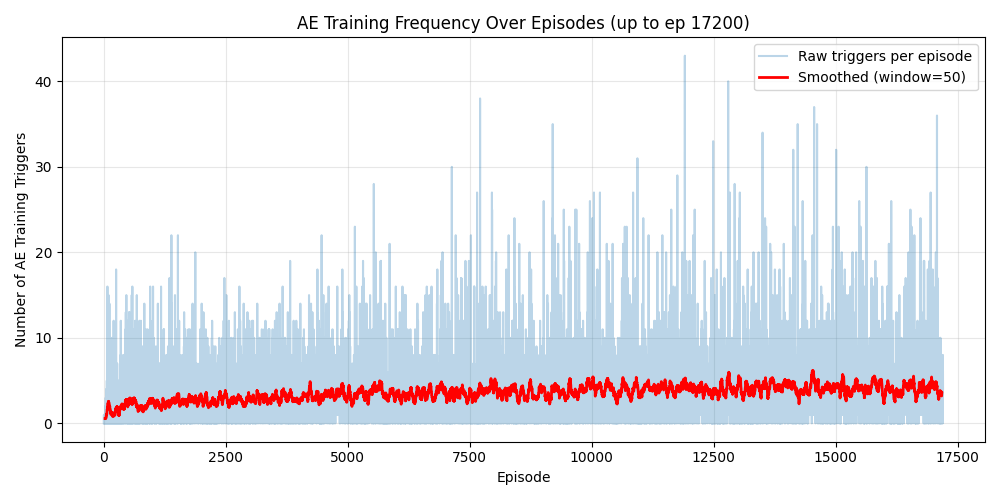 AE Training Frequency Over Episodes (up to ep 17200)
Raw triggers per episode
Smoothed (window=50)
Number of AE Training Triggers
40
30
20
10
0
0 2500 5000 7500 10000 12500 15000 17500
Episode